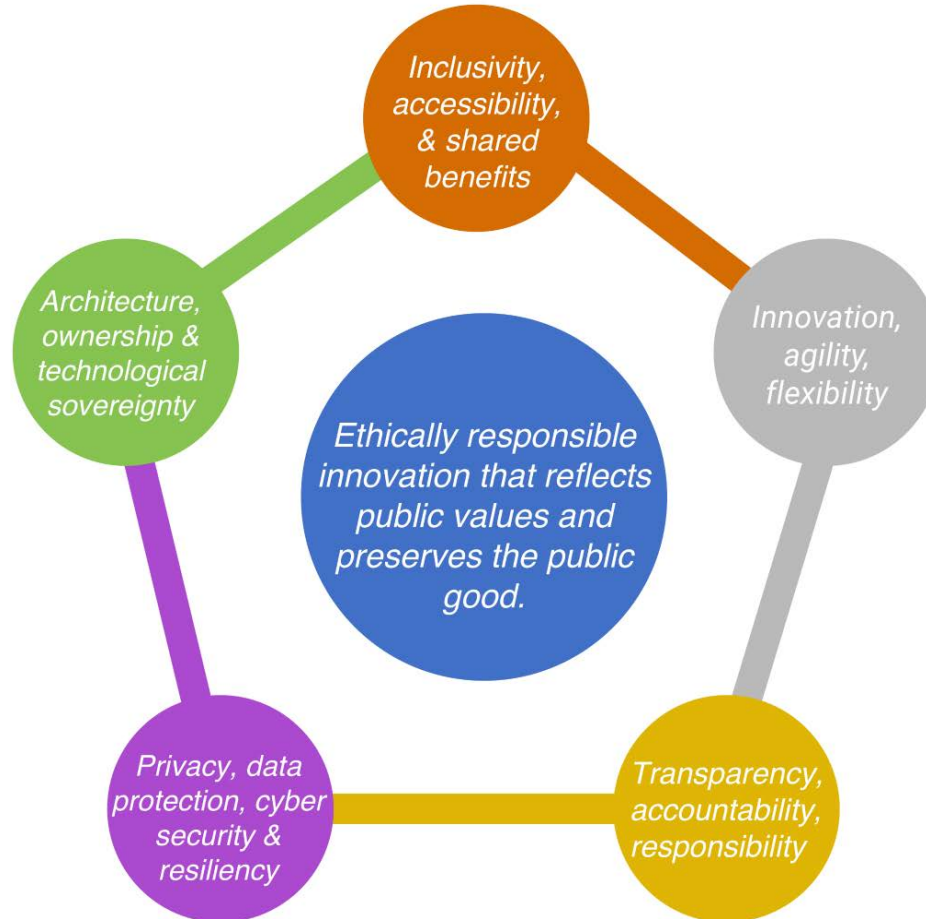 Inclusivity,
accessibility,
& shared
benefits
Innovation,
agility,
flexibility
Transparency,
accountability,
responsibility
Privacy, data
protection, cyber
security &
resiliency
Architecture,
ownership &
technological
sovereignty
Ethically responsible
innovation that reflects
public values and
preserves the public
good.